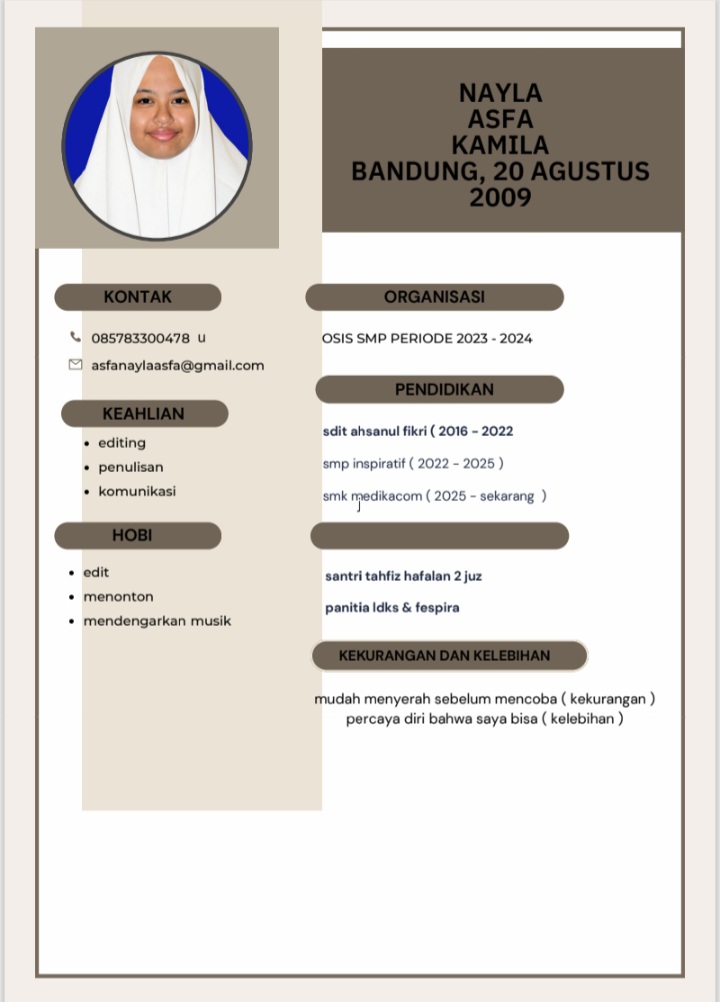 NAYLA
ASFA
KAMILA
BANDUNG, 20 AGUSTUS
2009
KONTAK
085783300478 u
asfanaylaasfa@gmail.com
KEAHLIAN
• editing
• penulisan
• komunikasi
HOBI
• edit
• menonton
• mendengarkan musik
ORGANISASI
OSIS SMP PERIODE 2023 - 2024
PENDIDIKAN
sdit ahsanul fikri ( 2016 - 2022
smp inspiratif ( 2022 - 2025 )
smk medikacom ( 2025 - sekarang )
santri tahfiz hafalan 2 juz
panitia ldks & fespira
KEKURANGAN DAN KELEBIHAN
mudah menyerah sebelum mencoba ( kekurangan )
percaya diri bahwa saya bisa ( kelebihan )